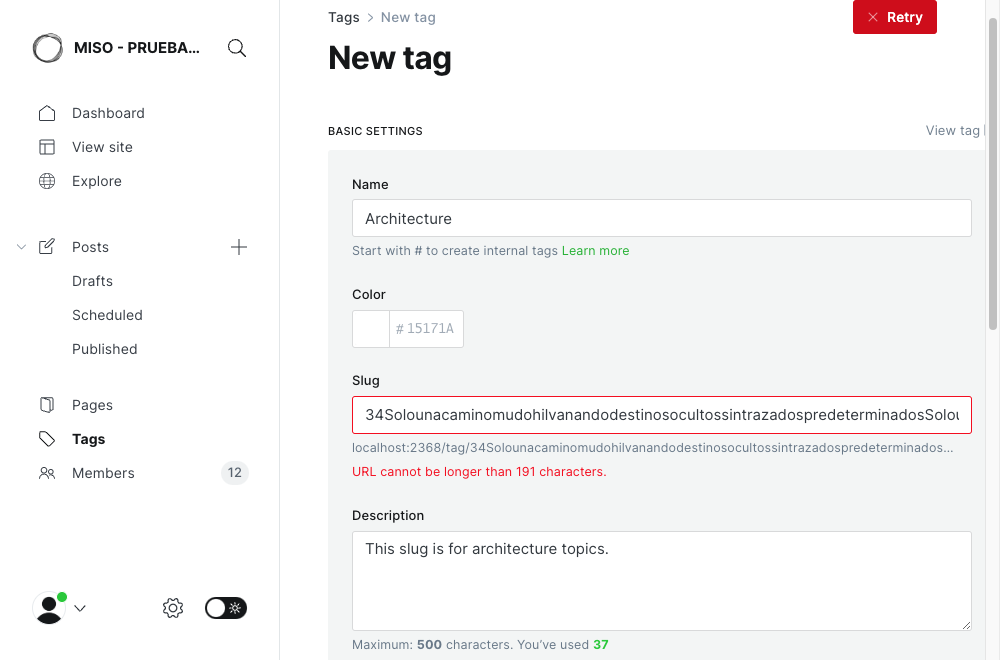 MISO - PRUEBA...
Dashboard
View site
Explore
Posts
Drafts
Scheduled
Published
Pages
Tags
Members 12
Tags > New tag
Retry
New tag
BASIC SETTINGS
View tag
Name
Architecture
Start with # to create internal tags Learn more
Color
# 15171A
Slug
34SolounacaminomudohilvanandodestinosocultossintrazadospredeterminadosSolou
localhost:2368/tag/34Solounacaminomudohilvanandodestinosocultossintrazadospredeterminados...
URL cannot be longer than 191 characters.
Description
This slug is for architecture topics.
Maximum: 500 characters. You've used 37